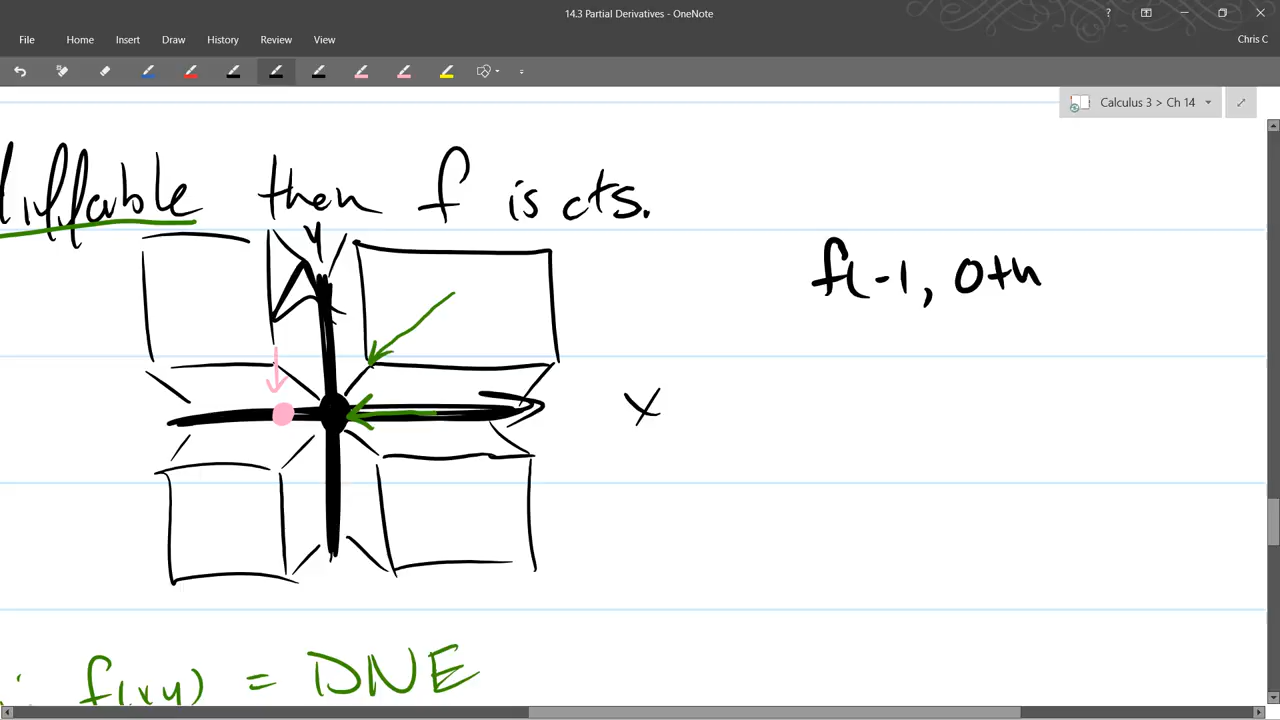 14.3 Partial Derivatives - OneNote
File Home Insert Draw History Review View Chris C
Calculus 3 > Ch 14
diffable then f is cts.
y
f(-1, 0+h
x
f(x,y) = DNE